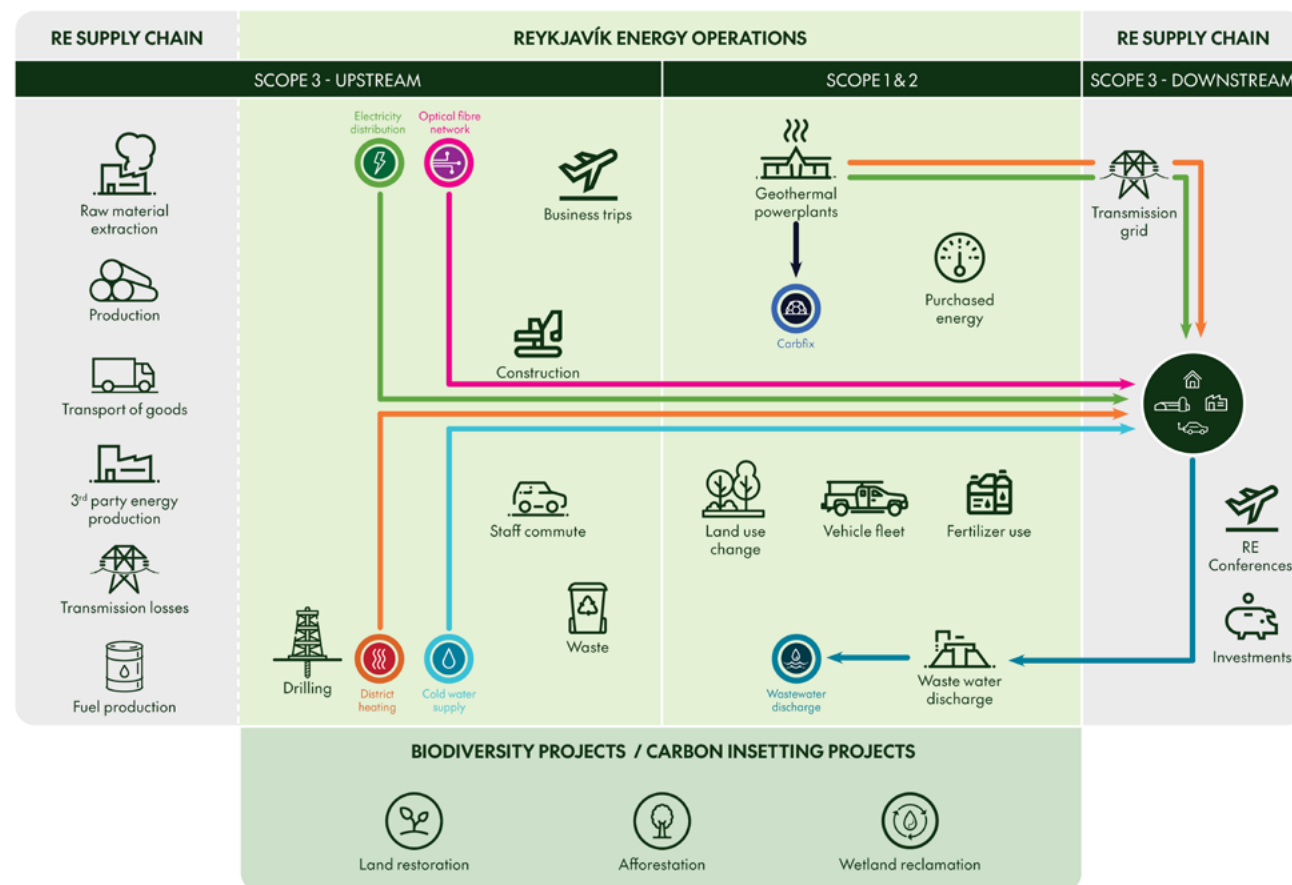 RE SUPPLY CHAIN
REYKJAVÍK ENERGY OPERATIONS
RE SUPPLY CHAIN
SCOPE 3 - UPSTREAM
SCOPE 1 & 2
SCOPE 3 - DOWNSTREAM
Raw material
extraction
Production
Transport of goods
3rd party energy
production
Transmission losses
Fuel production
Electricity
distribution
Optical fibre
network
Business trips
Construction
Staff commute
Waste
Drilling
District
heating
Cold water
supply
Geothermal
powerplants
Carbfix
Purchased
energy
Land use
change
Vehicle fleet
Fertilizer use
Wastewater
discharge
Waste water
discharge
Transmission
grid
RE
Conferences
Investments
BIODIVERSITY PROJECTS / CARBON INSETTING PROJECTS
Land restoration
Afforestation
Wetland reclamation